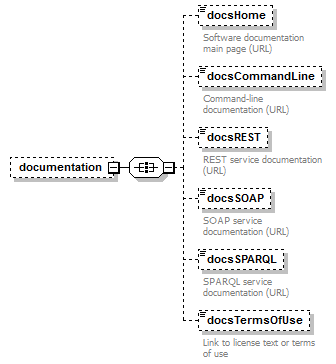 docsHome
Software documentation
main page (URL)
docsCommandLine
Command-line
documentation (URL)
docsREST
REST service documentation
(URL)
documentation
docsSOAP
SOAP service
documentation (URL)
docsSPARQL
SPARQL service
documentation (URL)
docsTermsOfUse
Link to license text or terms
of use